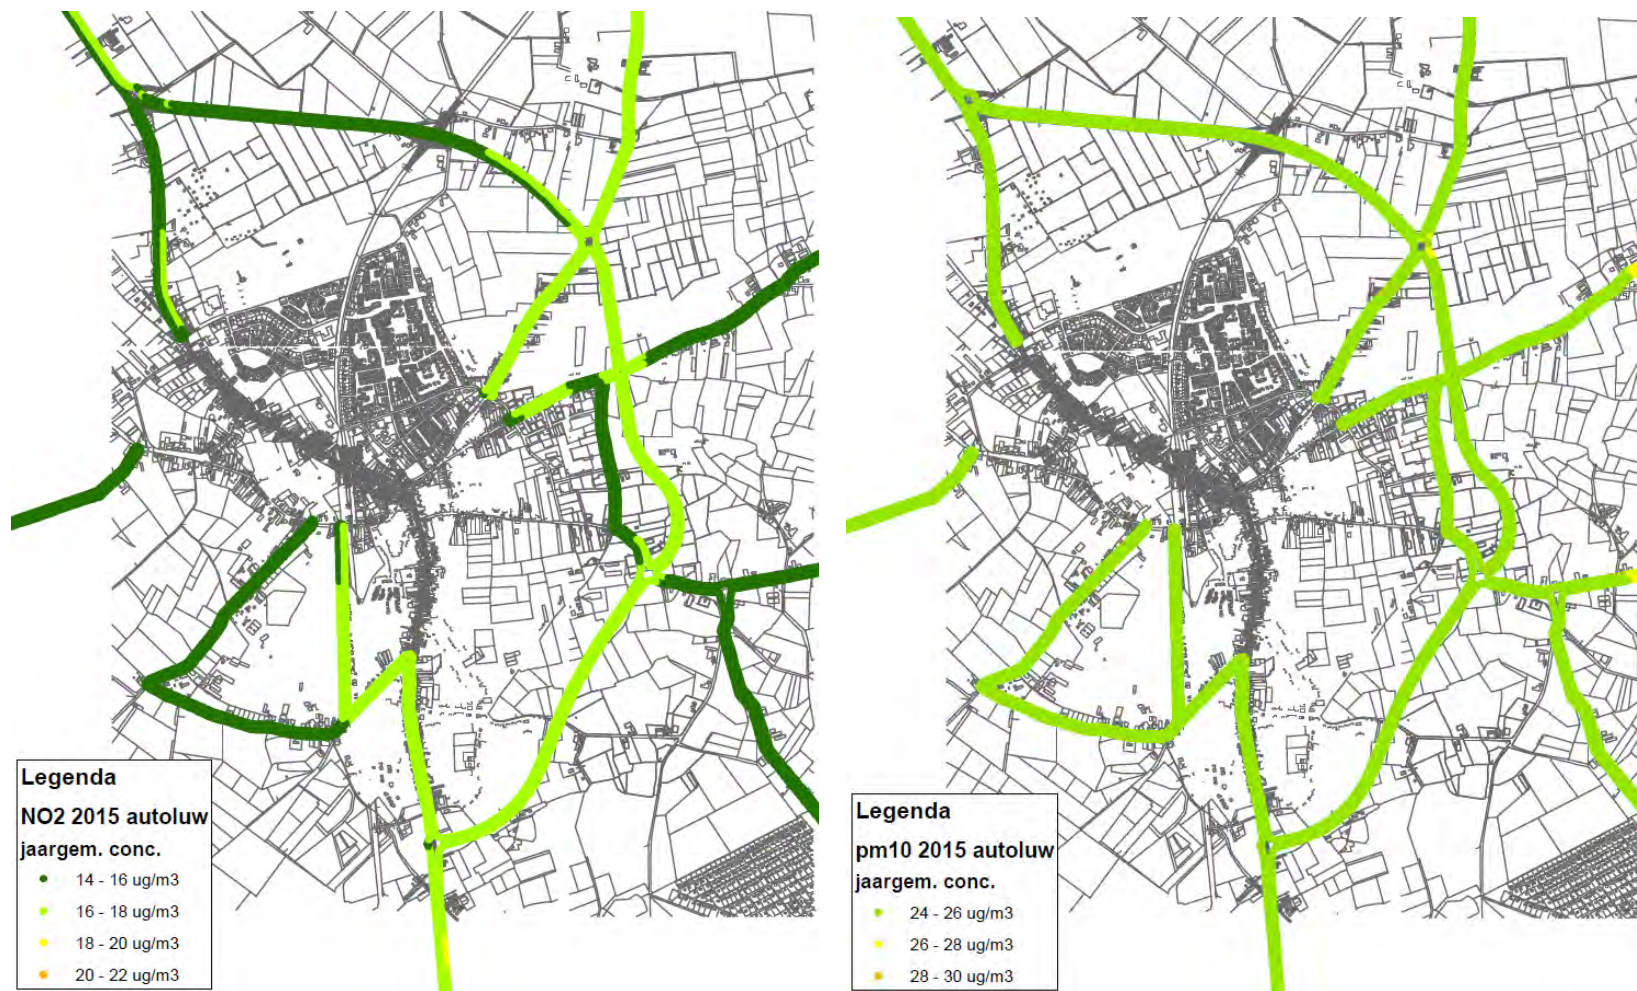 Legenda
NO2 2015 autoluw
jaargem. conc.
14 - 16 ug/m3
16 - 18 ug/m3
18 - 20 ug/m3
20 - 22 ug/m3
Legenda
pm10 2015 autoluw
jaargem. conc.
24 - 26 ug/m3
26 - 28 ug/m3
28 - 30 ug/m3